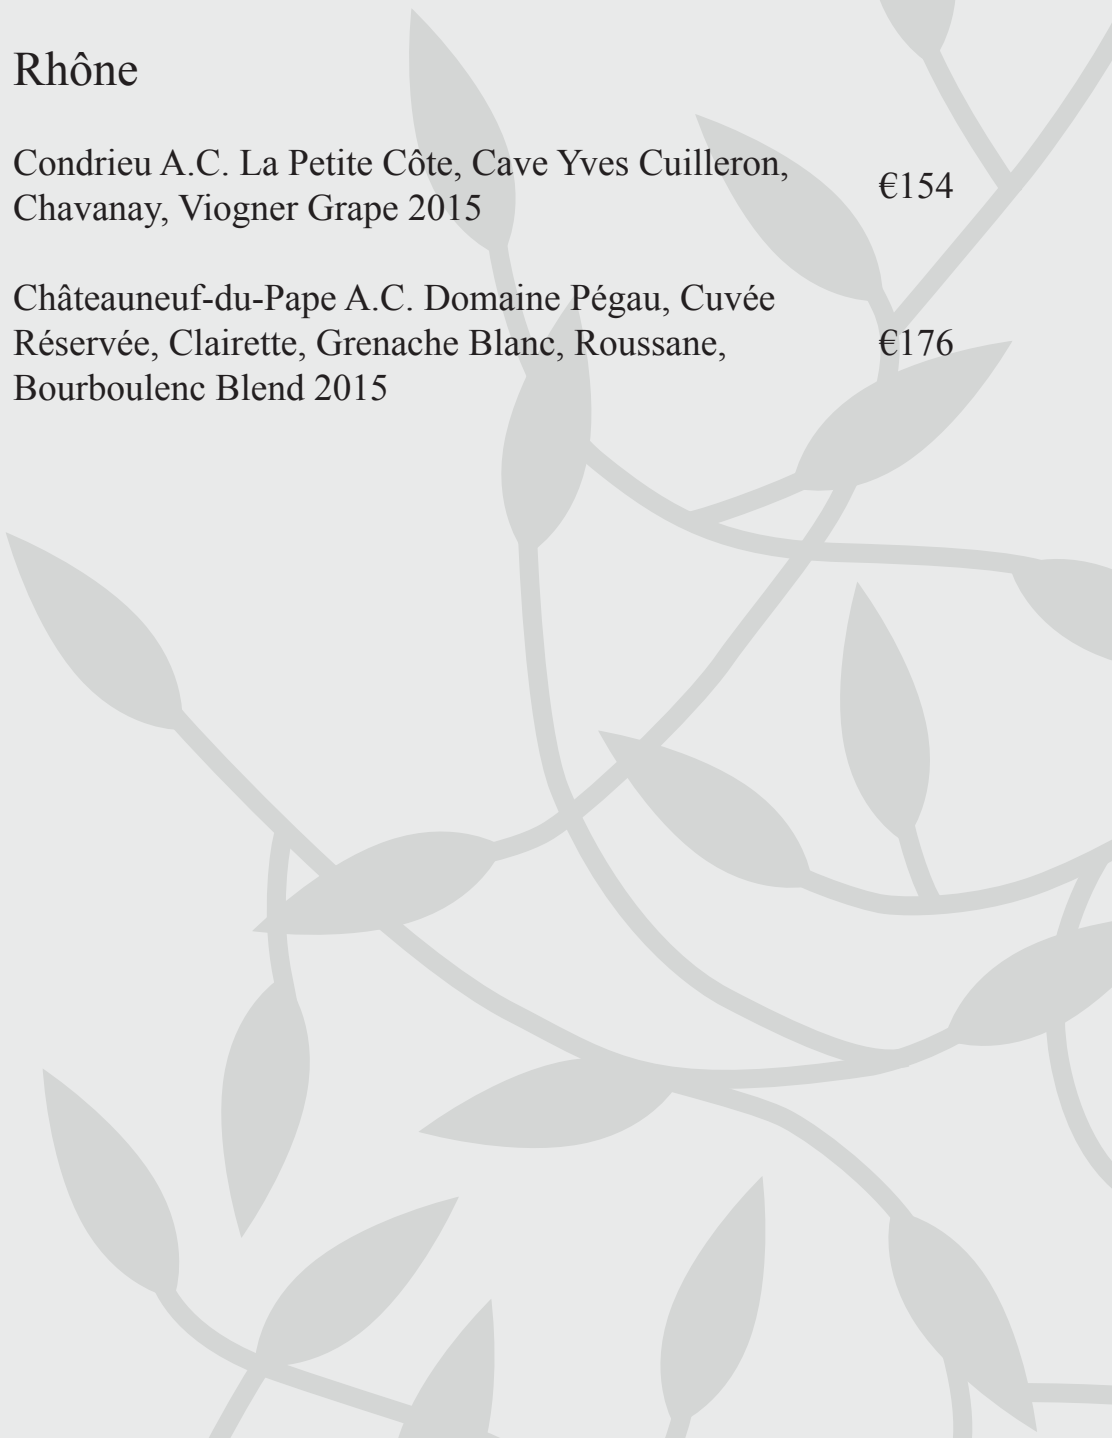 Rhône
Condrieu A.C. La Petite Côte, Cave Yves Cuilleron,
Chavanay, Viogner Grape 2015
€154
Châteauneuf-du-Pape A.C. Domaine Pégau, Cuvée
Réservée, Clairette, Grenache Blanc, Roussane,
Bourboulenc Blend 2015
€176